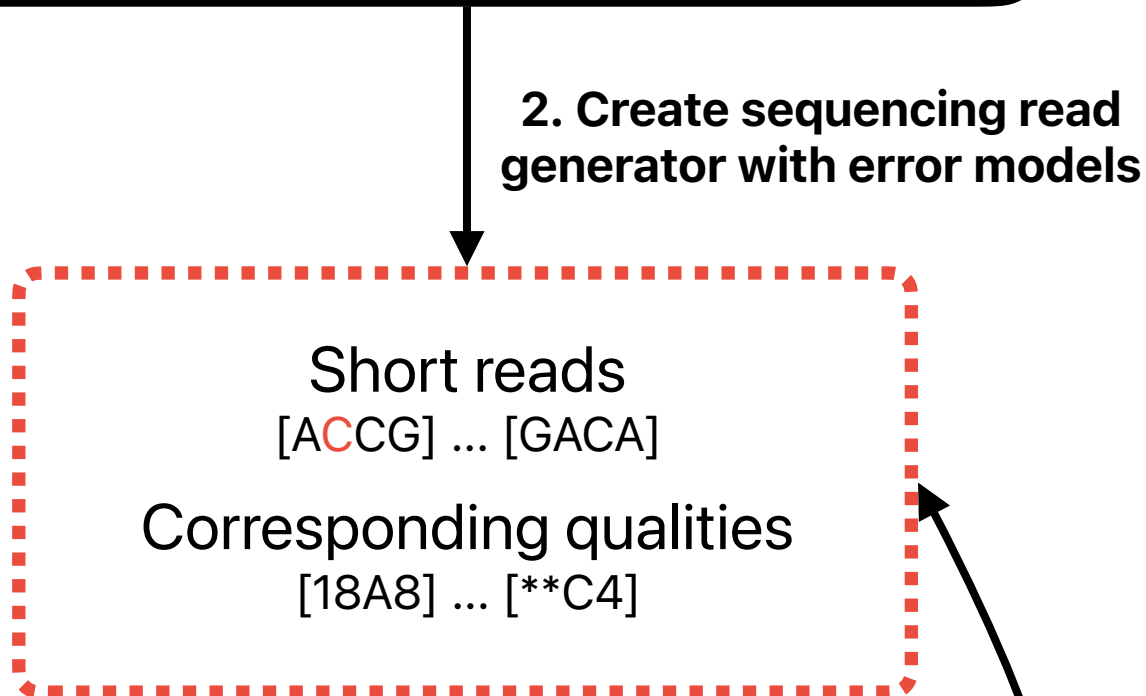 2. Create sequencing read
generator with error models
Short reads
[ACCG] ... [GACA]
Corresponding qualities
[18A8] ... [**C4]